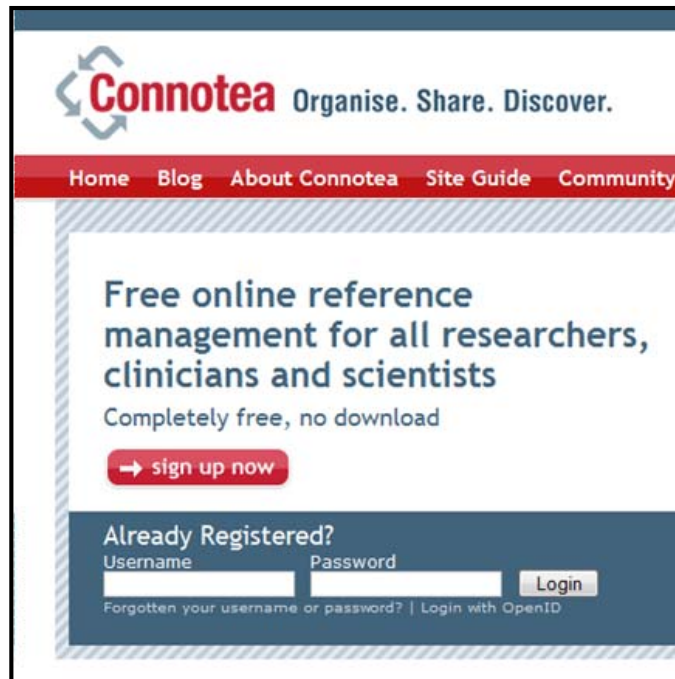 Connotea Organise. Share. Discover.
Home Blog About Connotea Site Guide Community
Free online reference
management for all researchers,
clinicians and scientists
Completely free, no download
sign up now
Already Registered?
Username Password
Login
Forgotten your username or password? | Login with OpenID